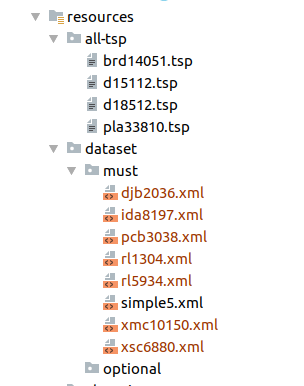 resources
all-tsp
brd14051.tsp
d15112.tsp
d18512.tsp
pla33810.tsp
dataset
must
djb2036.xml
ida8197.xml
pcb3038.xml
rl1304.xml
rl5934.xml
simple5.xml
xmc10150.xml
xsc6880.xml
optional